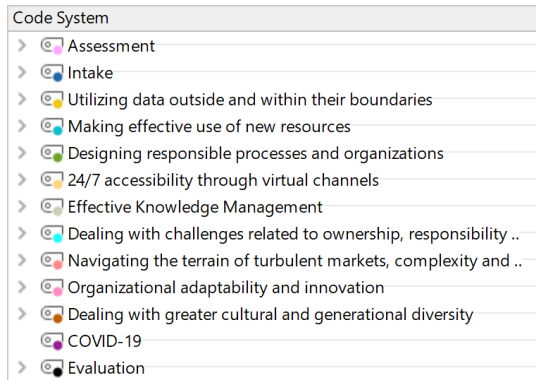 Code System
Assessment
Intake
Utilizing data outside and within their boundaries
Making effective use of new resources
Designing responsible processes and organizations
24/7 accessibility through virtual channels
Effective Knowledge Management
Dealing with challenges related to ownership, responsibility ..
Navigating the terrain of turbulent markets, complexity and ..
Organizational adaptability and innovation
Dealing with greater cultural and generational diversity
COVID-19
Evaluation